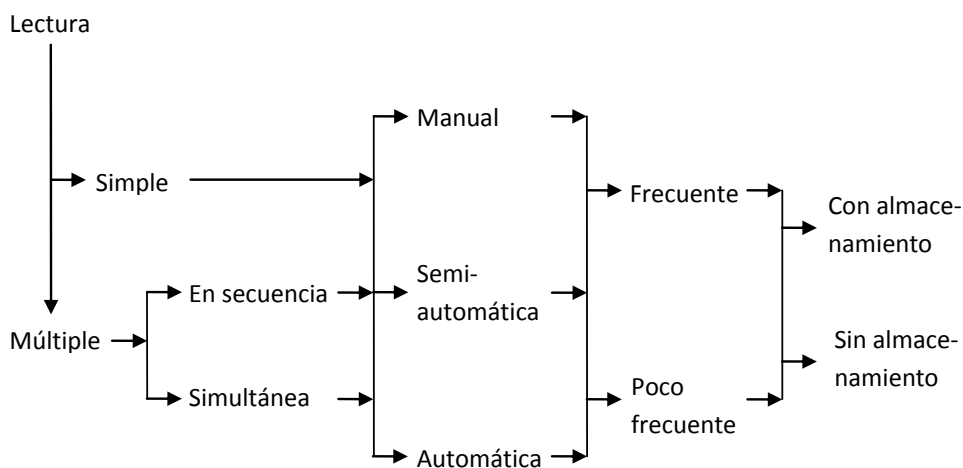 Lectura
Manual
Simple
Frecuente
Con almace-
namiento
Semi-
automática
En secuencia
Múltiple
Sin almace-
namiento
Simultánea
Poco
frecuente
Automática